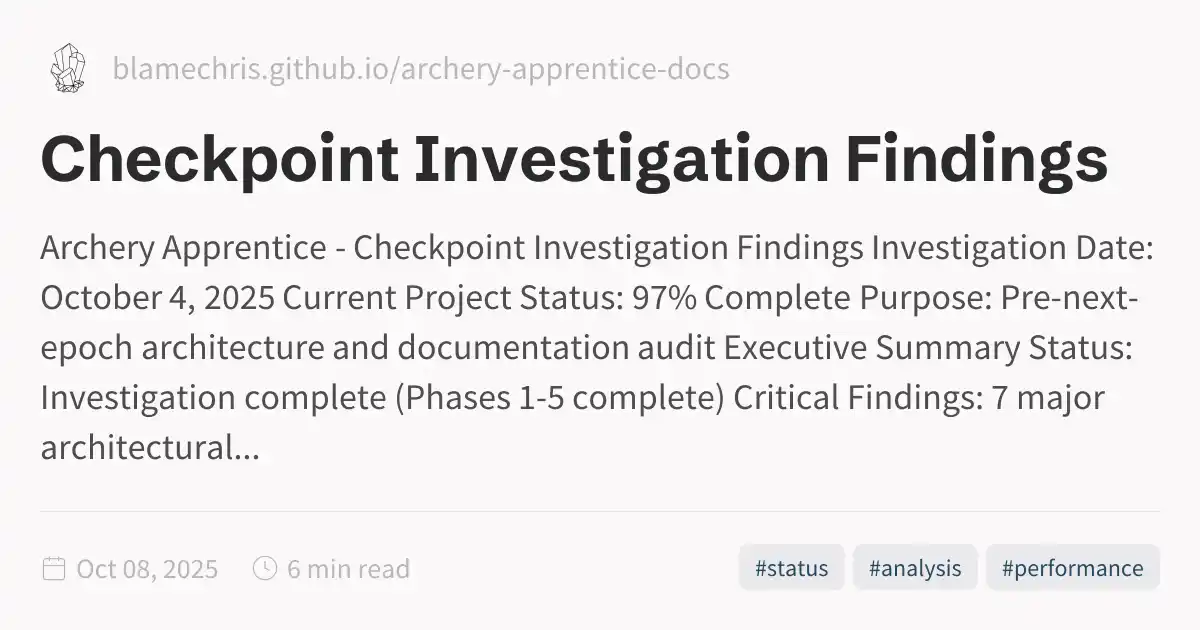 blamechris.github.io/archery-apprentice-docs
Checkpoint Investigation Findings
Archery Apprentice - Checkpoint Investigation Findings Investigation Date:
October 4, 2025 Current Project Status: 97% Complete Purpose: Pre-next-
epoch architecture and documentation audit Executive Summary Status:
Investigation complete (Phases 1-5 complete) Critical Findings: 7 major
architectural...
Oct 08, 2025 6 min read #status #analysis #performance